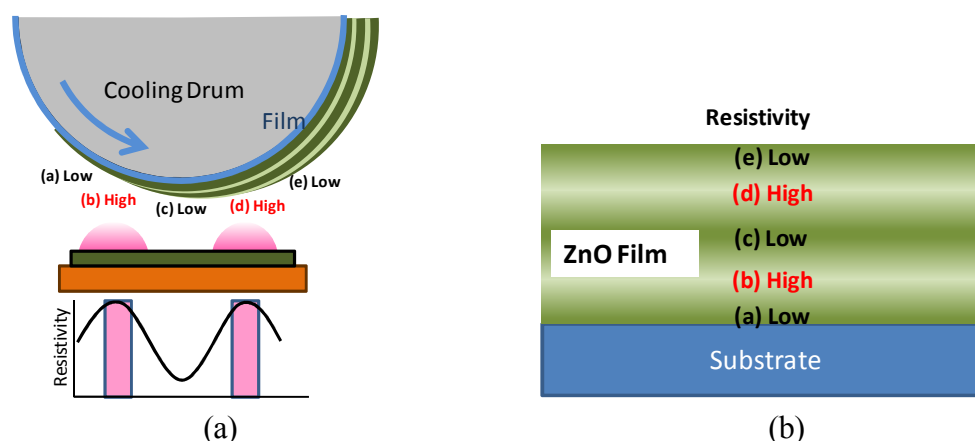 Cooling Drum
Film
(a) Low
(b) High
(c) Low
(d) High
(e) Low
Resistivity
(a)
Resistivity
(e) Low
(d) High
(c) Low
ZnO Film
(b) High
(a) Low
Substrate
(b)